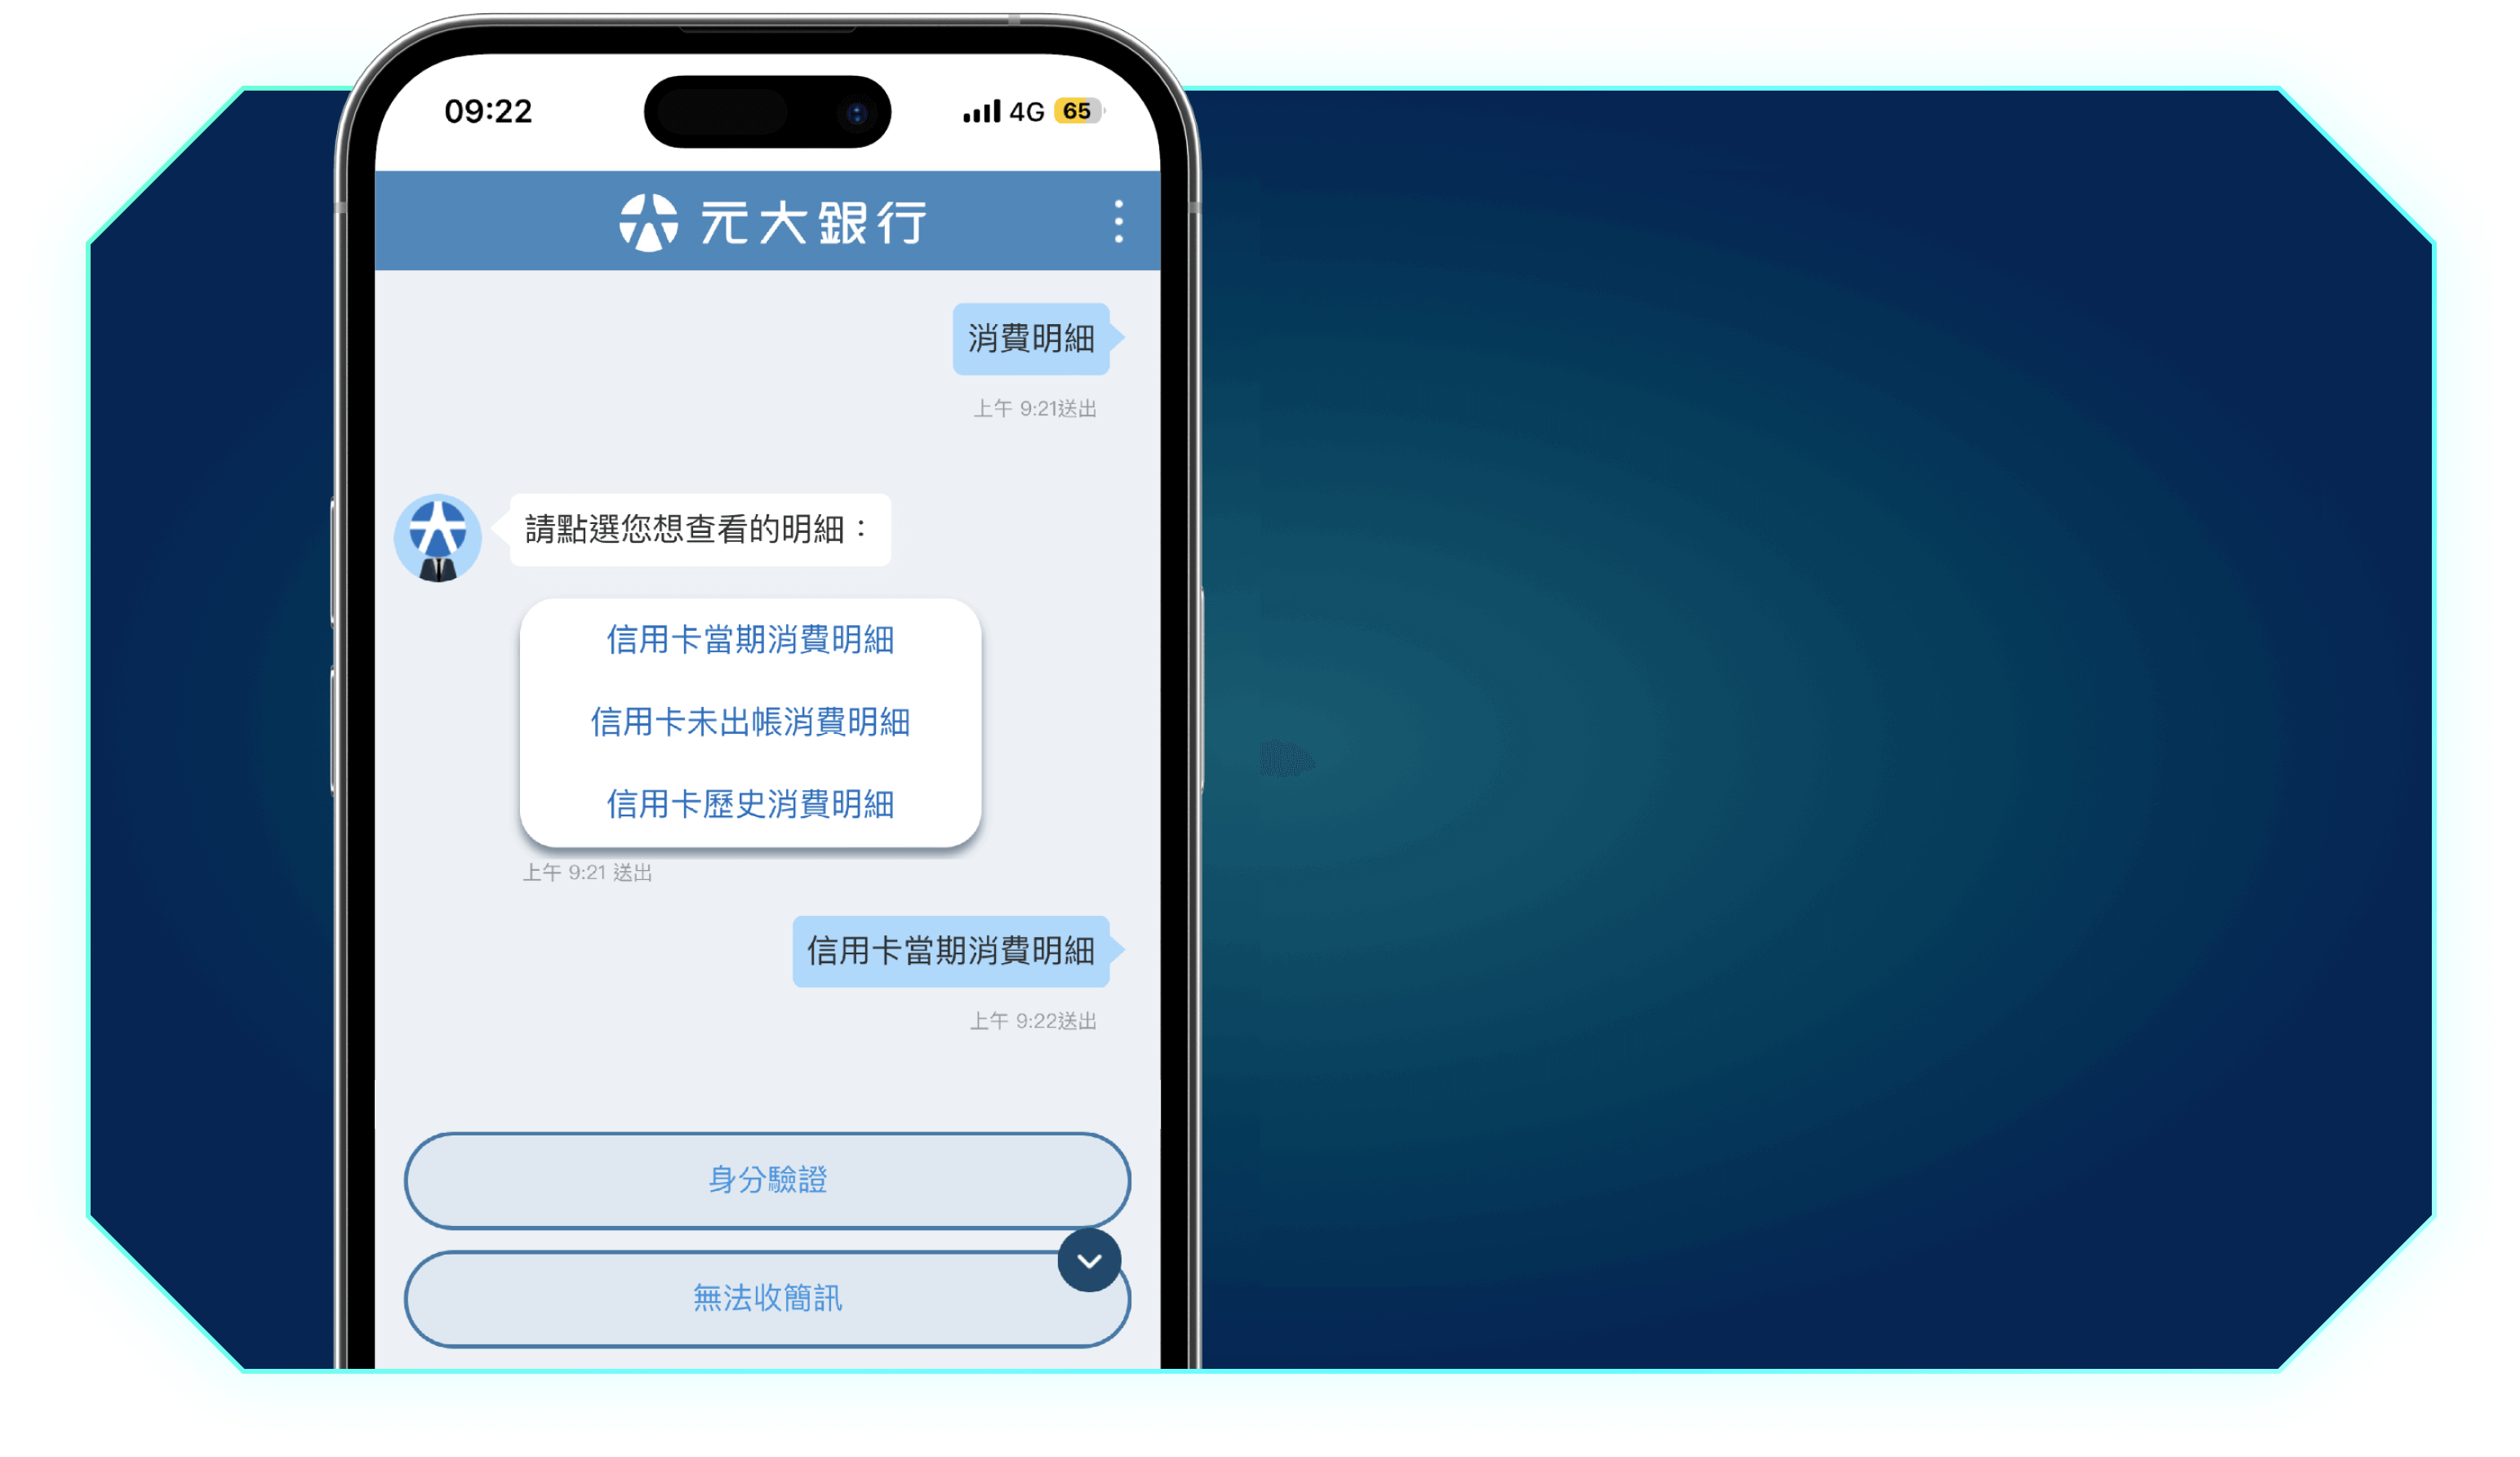 09:22
4G 65
元大銀行
消費明細
上午 9:21送出
請點選您想查看的明細：
信用卡當期消費明細
信用卡未出帳消費明細
信用卡歷史消費明細
上午 9:21 送出
信用卡當期消費明細
上午 9:22送出
身分驗證
無法收簡訊